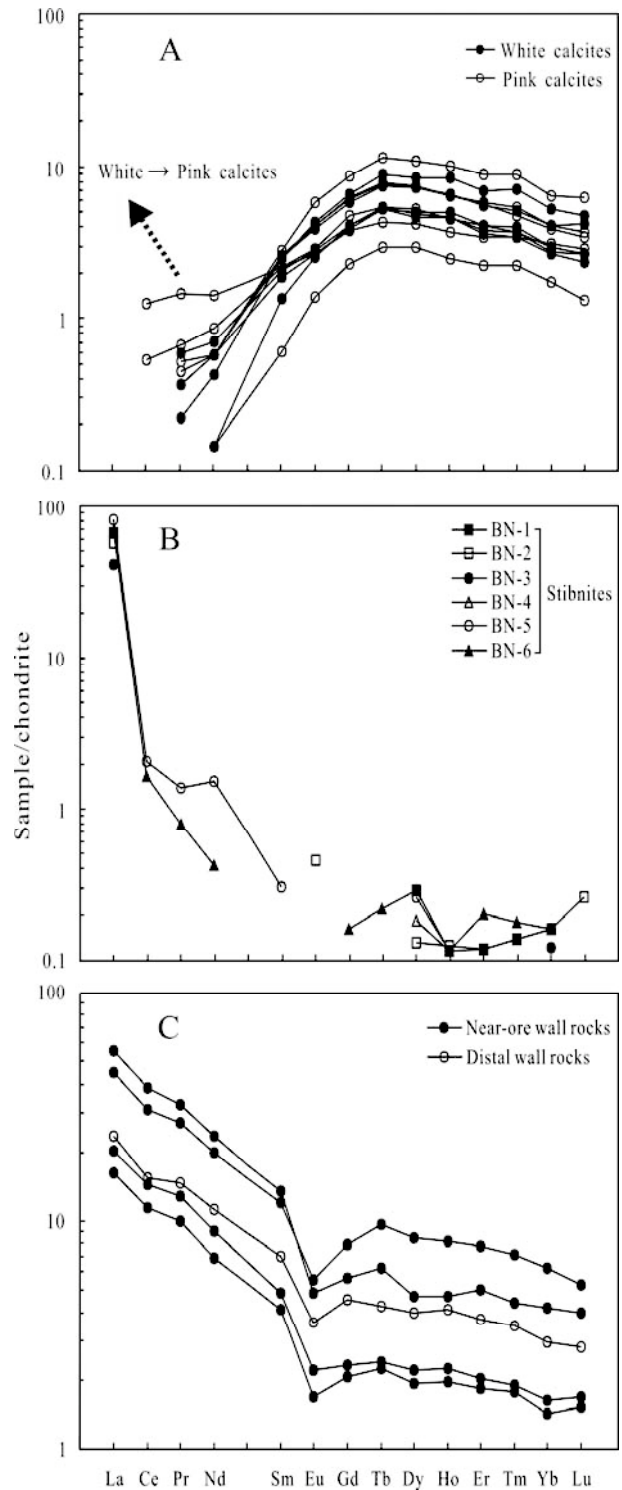 100
A
White calcites
Pink calcites
10
White → Pink calcites
1
0.1
100
B
BN-1
BN-2
BN-3
BN-4
BN-5
BN-6
Stibnites
10
Sample/chondrite
1
0.1
100
C
Near-ore wall rocks
Distal wall rocks
10
1
La Ce Pr Nd Sm Eu Gd Tb Dy Ho Er Tm Yb Lu